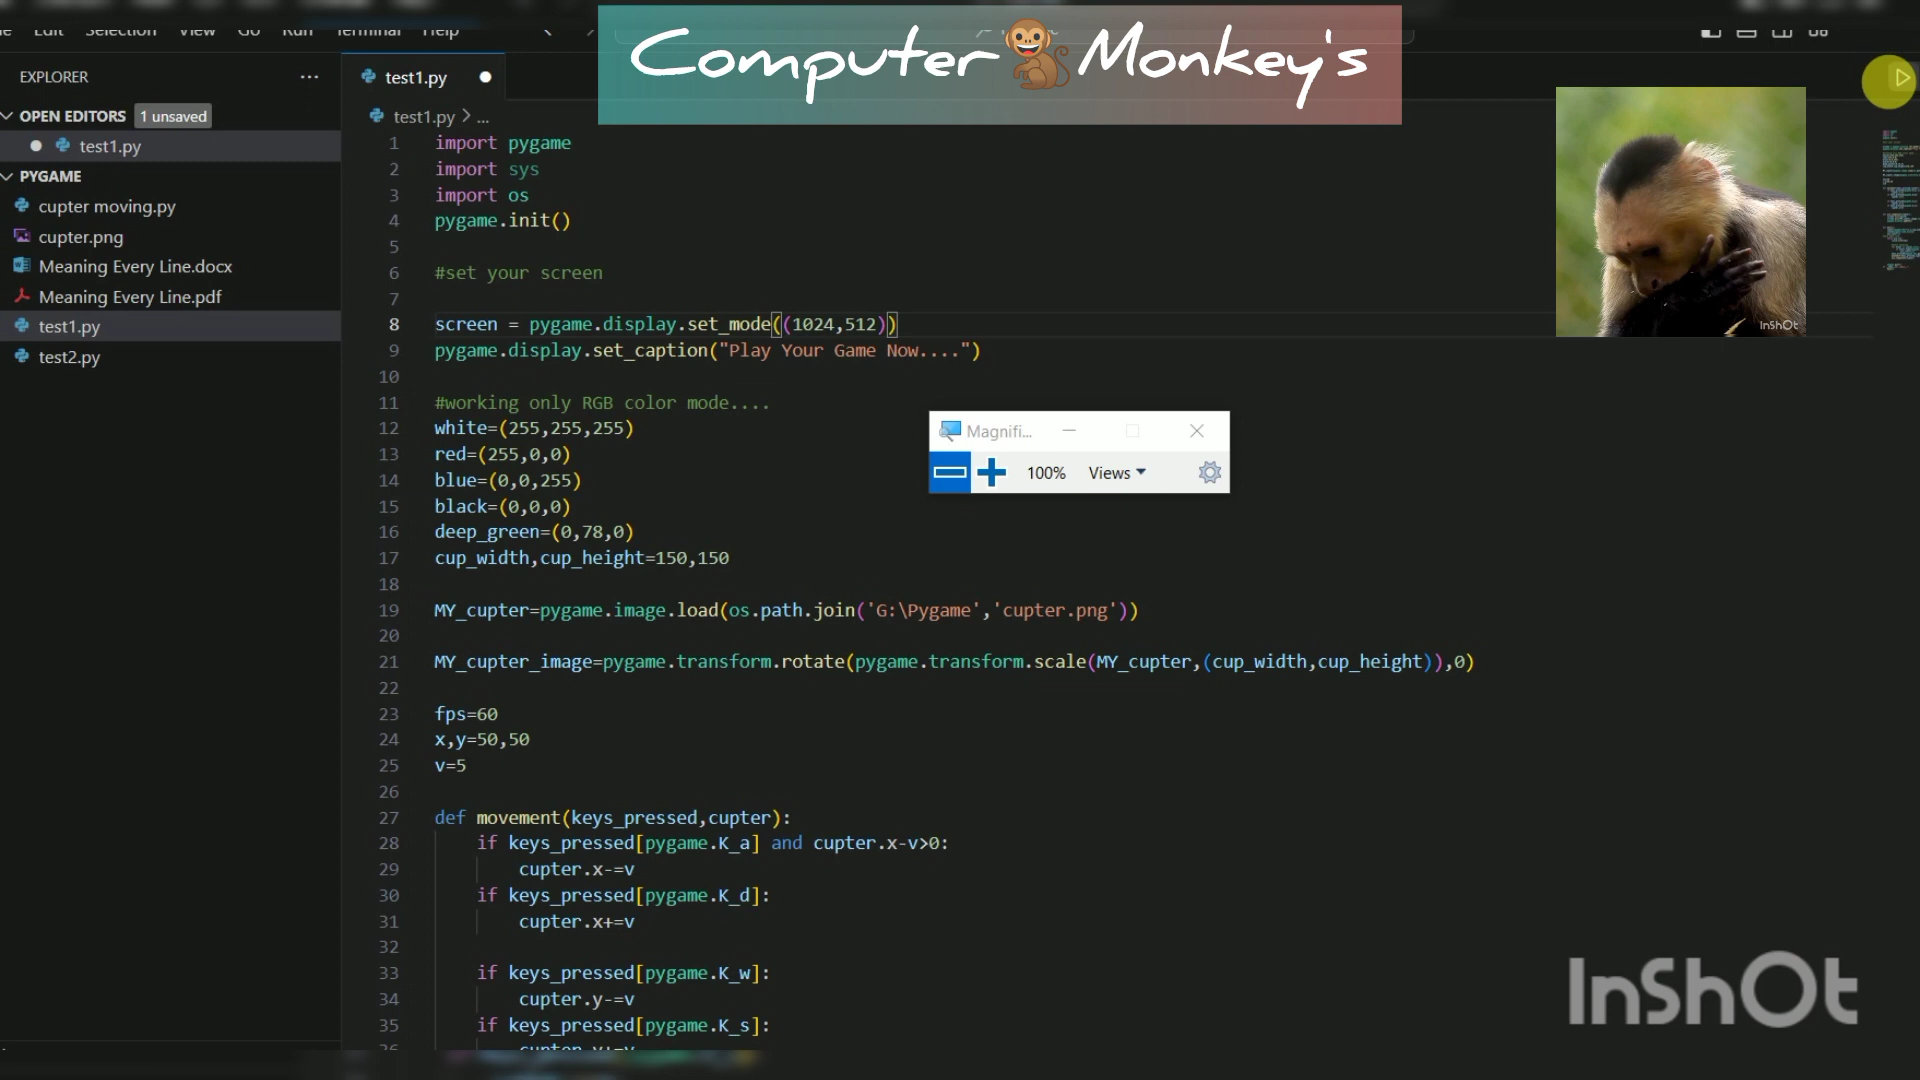 Computer Monkey's
Edit Selection View Go Run Terminal Help
EXPLORER
test1.py
OPEN EDITORS 1 unsaved
test1.py
PYGAME
cupter moving.py
cupter.png
Meaning Every Line.docx
Meaning Every Line.pdf
test1.py
test2.py
test1.py > ...
1 import pygame
2 import sys
3 import os
4 pygame.init()
5
6 #set your screen
7
8 screen = pygame.display.set_mode((1024,512))
9 pygame.display.set_caption("Play Your Game Now....")
10
11 #working only RGB color mode....
12 white=(255,255,255)
13 red=(255,0,0)
14 blue=(0,0,255)
15 black=(0,0,0)
16 deep_green=(0,78,0)
17 cup_width,cup_height=150,150
18
19 MY_cupter=pygame.image.load(os.path.join('G:\Pygame','cupter.png'))
20
21 MY_cupter_image=pygame.transform.rotate(pygame.transform.scale(MY_cupter,(cup_width,cup_height)),0)
22
23 fps=60
24 x,y=50,50
25 v=5
26
27 def movement(keys_pressed,cupter):
28 if keys_pressed[pygame.K_a] and cupter.x-v>0:
29 cupter.x-=v
30 if keys_pressed[pygame.K_d]:
31 cupter.x+=v
32
33 if keys_pressed[pygame.K_w]:
34 cupter.y-=v
35 if keys_pressed[pygame.K_s]:
Magnifi...
100% Views
InShOt
InShOt